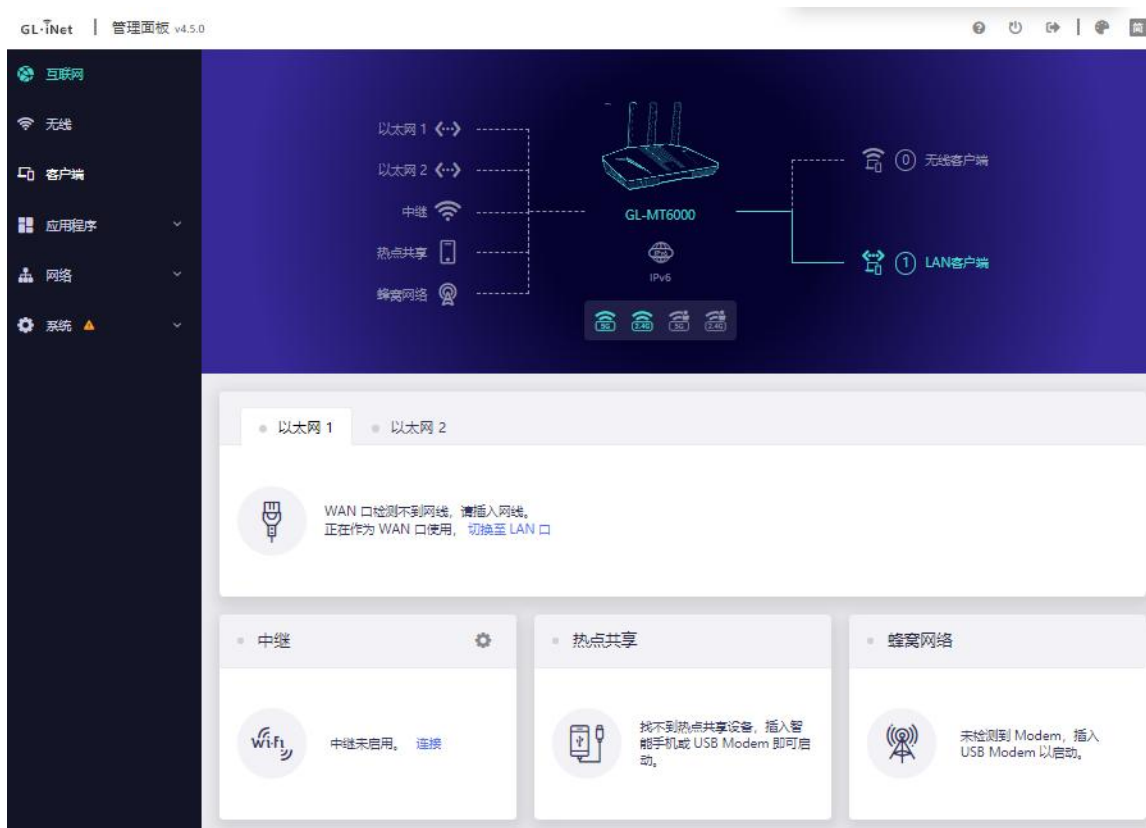 GL·iNet | 管理面板 v4.5.0
简
互联网
无线
客户端
应用程序
网络
系统
以太网 1
以太网 2
中继
热点共享
蜂窝网络
GL-MT6000
IPv6
IPv6
5G 2.4G 5G 2.4G
0 无线客户端
1 LAN客户端
以太网 1 以太网 2
WAN 口检测不到网线，请插入网线。
正在作为 WAN 口使用， 切换至 LAN 口
中继
Wi-Fi
中继未启用。 连接
热点共享
找不到热点共享设备，插入智
能手机或 USB Modem 即可启
动。
蜂窝网络
未检测到 Modem，插入
USB Modem 以启动。